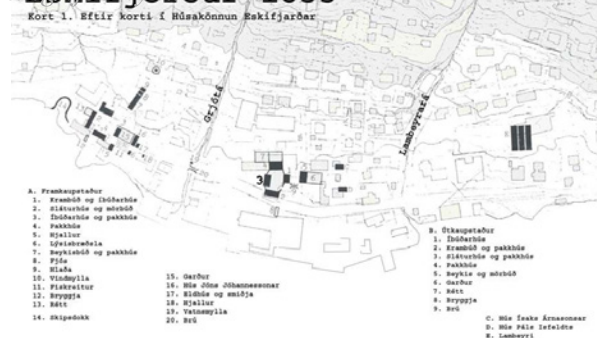 Kort 1. Eftir korti í Húsakönnun Eskifjarðar
Grjótá
Lambeyrará
3
A. Framkaupstaður
1. Krambúð og íbúðarhús
2. Sláturhús og mörbúð
3. Íbúðarhús og pakkhús
4. Pakkhús
5. Hjallur
6. Lýsisbræðsla
7. Beykishús og pakkhús
8. Fjós
9. Hlaða
10. Vindmylla
11. Fiskreitur
12. Bryggja
13. Rétt
14. Skipsdokk
15. Garður
16. Hús Jóns Jóhannessonar
17. Eldhús og smiðja
18. Hjallur
19. Vatnsmylla
20. Brú
B. Útkaupstaður
1. Íbúðarhús
2. Krambúð og pakkhús
3. Sláturhús og pakkhús
4. Pakkhús
5. Beykis og mörbúð
6. Garður
7. Rétt
8. Bryggja
9. Brú
C. Hús Ísaks Árnasonar
D. Hús Páls Ísfeldts
E. Lambeyri